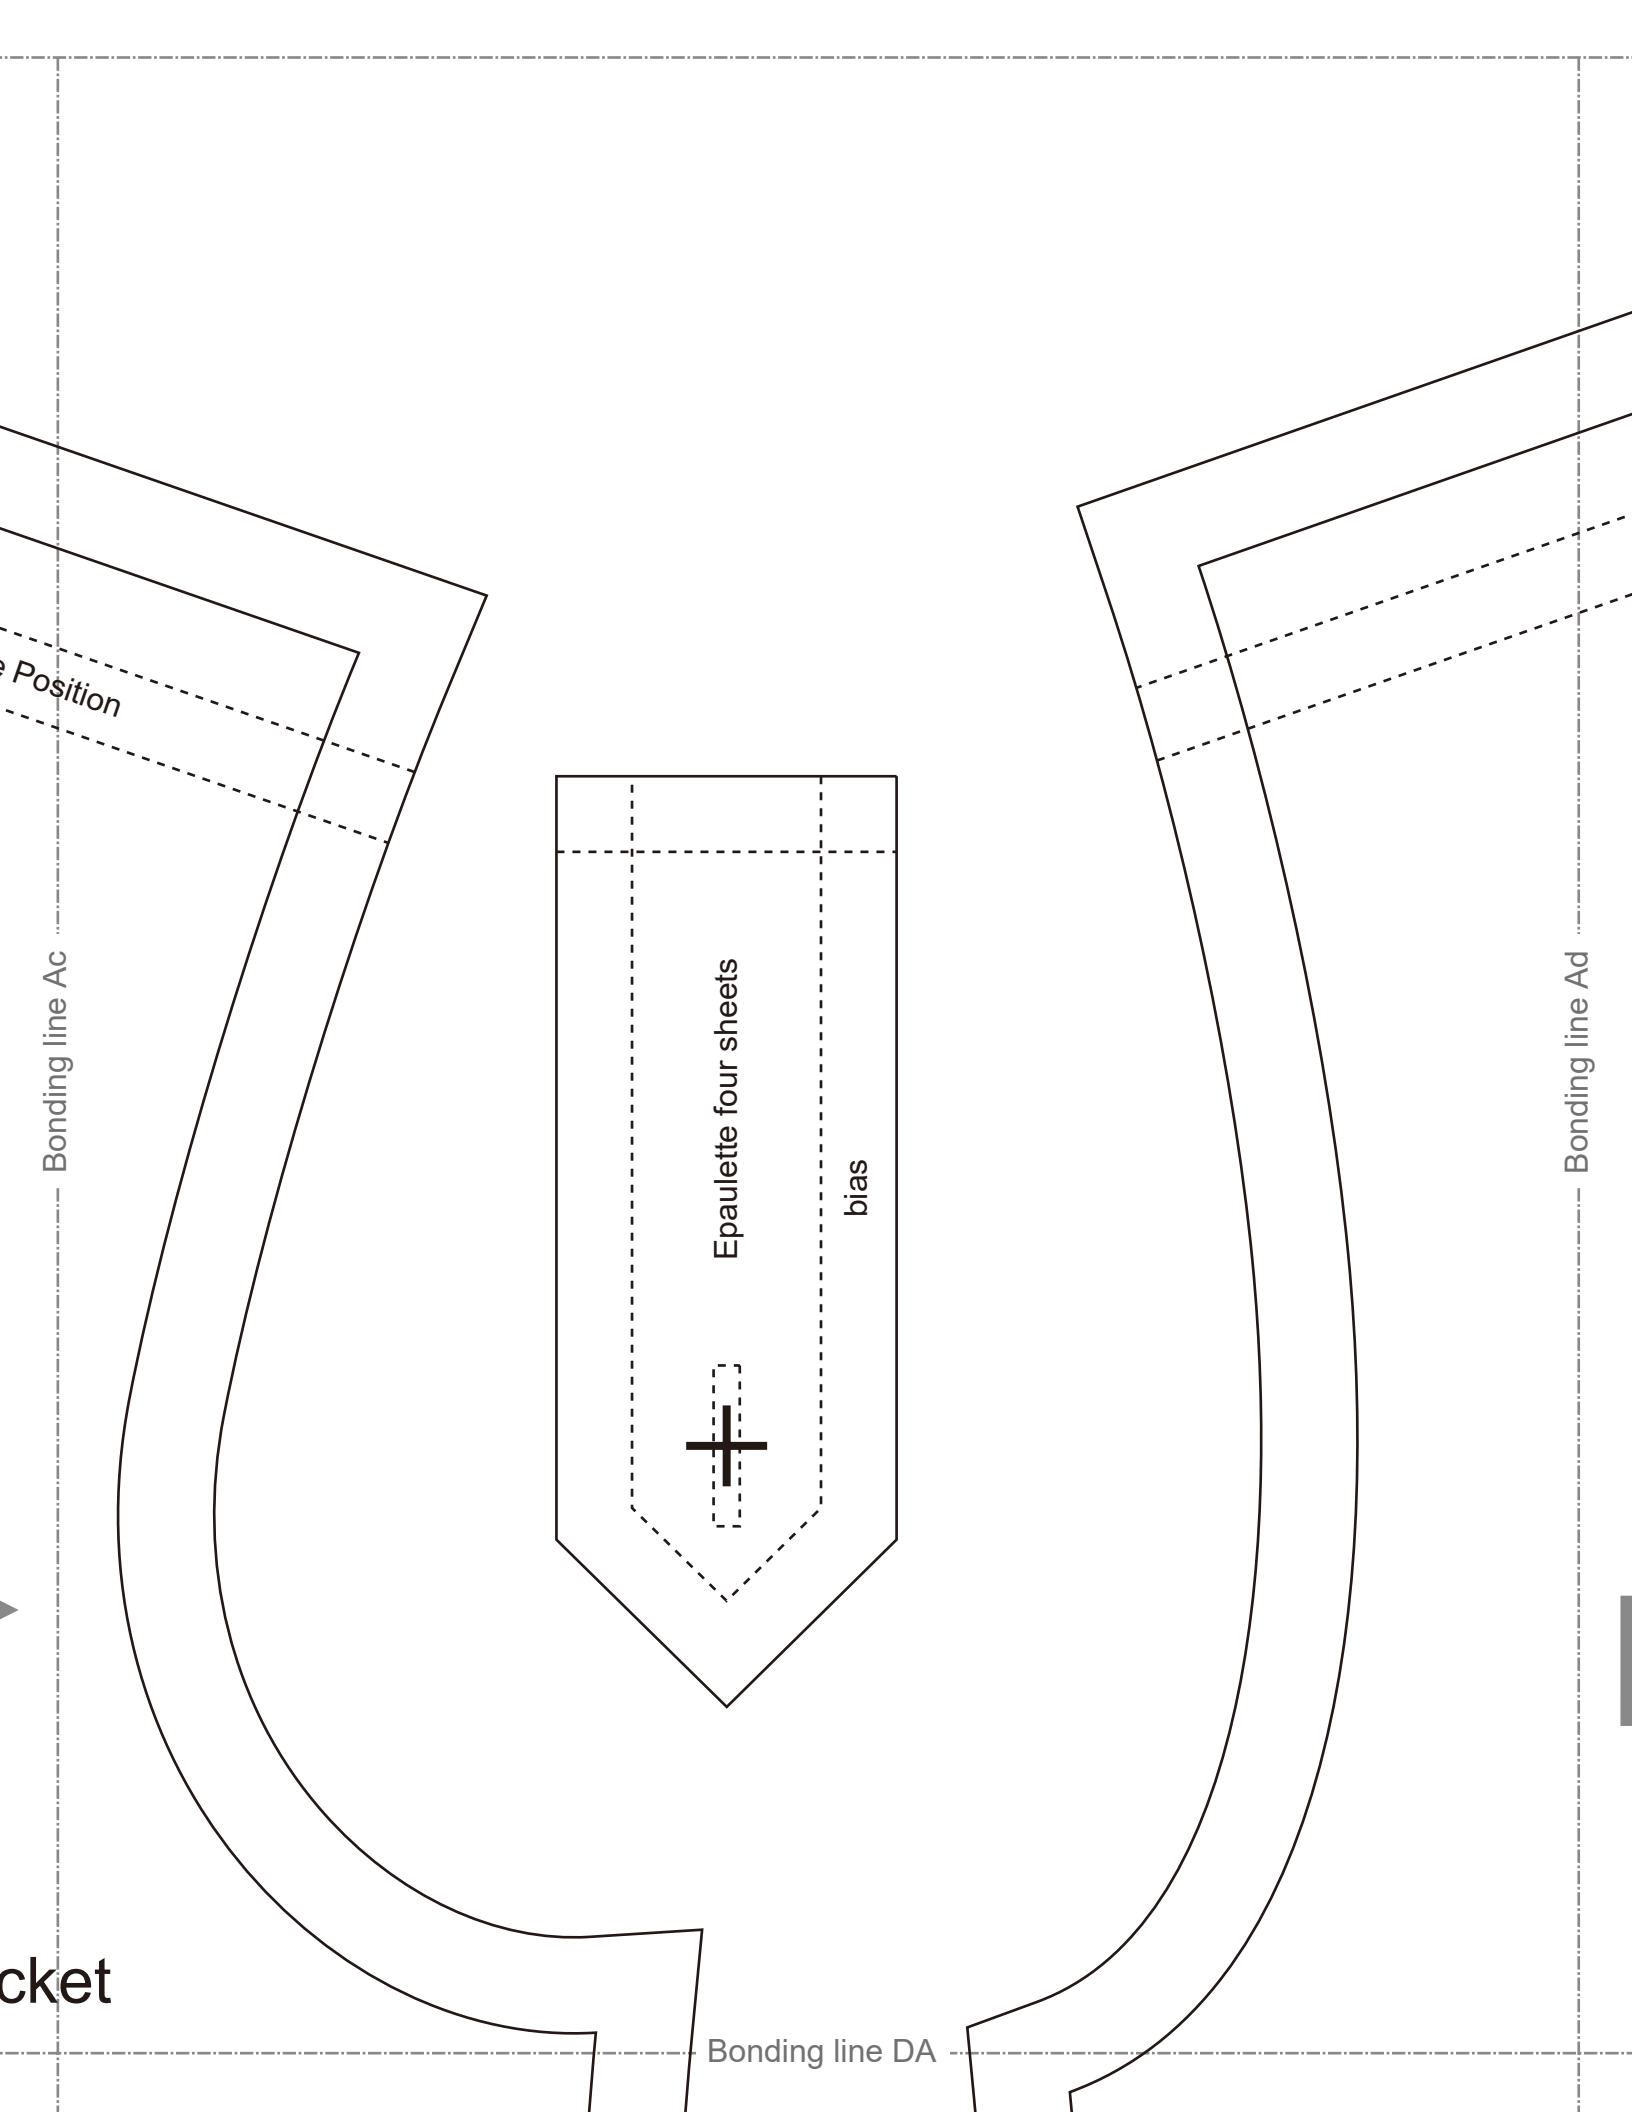 Position
Bonding line Ac
Epaulette four sheets
bias
Bonding line Ad
cket
Bonding line DA